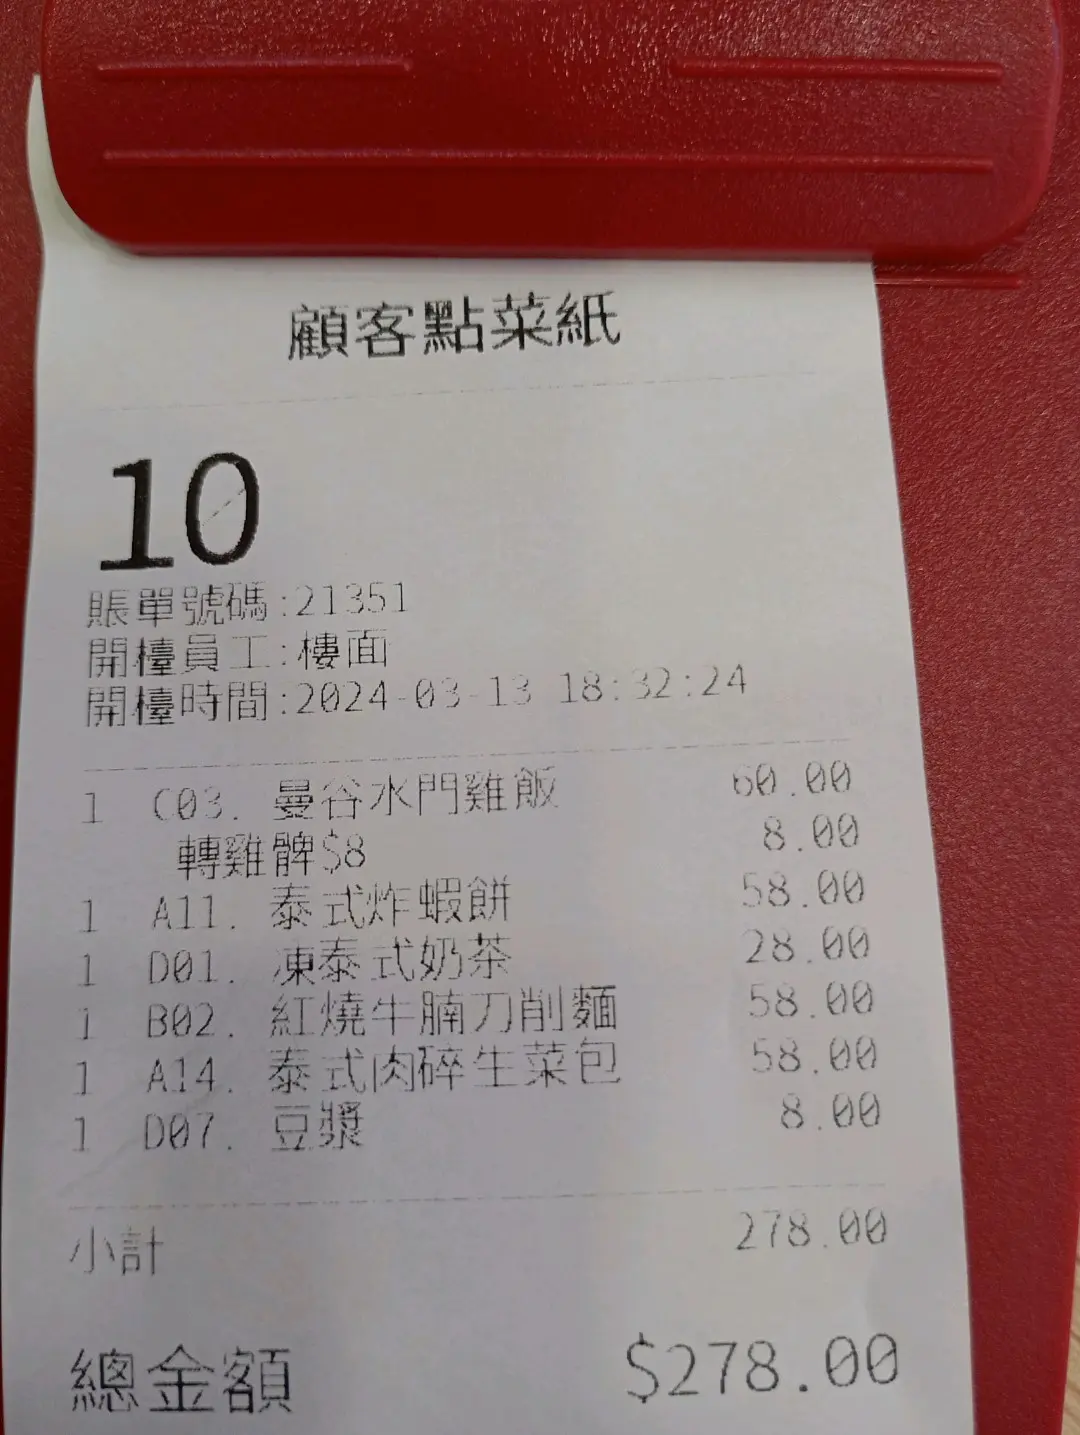 顧客點菜紙
10
賬單號碼:21351
開檯員工:樓面
開檯時間:2024-03-13 18:32:24
1 C03. 曼谷水門雞飯 60.00
轉雞髀$8 8.00
1 A11. 泰式炸蝦餅 58.00
1 D01. 凍泰式奶茶 28.00
1 B02. 紅燒牛腩刀削麵 58.00
1 A14. 泰式肉碎生菜包 58.00
1 D07. 豆漿 8.00
小計 278.00
總金額 $278.00